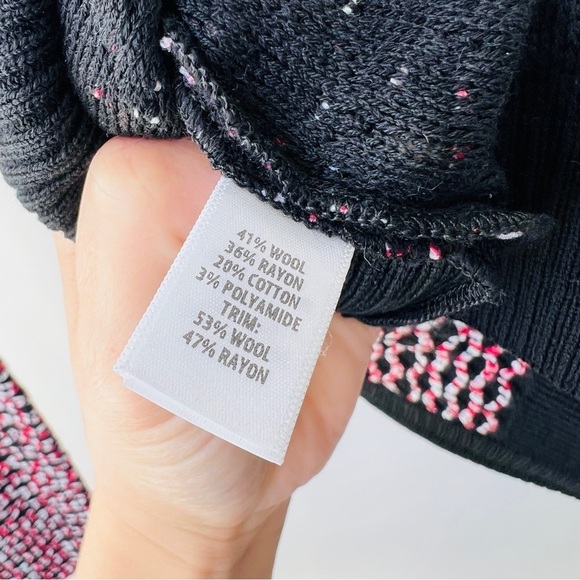 41% WOOL
36% RAYON
20% COTTON
3% POLYAMIDE
TRIM:
53% WOOL
47% RAYON